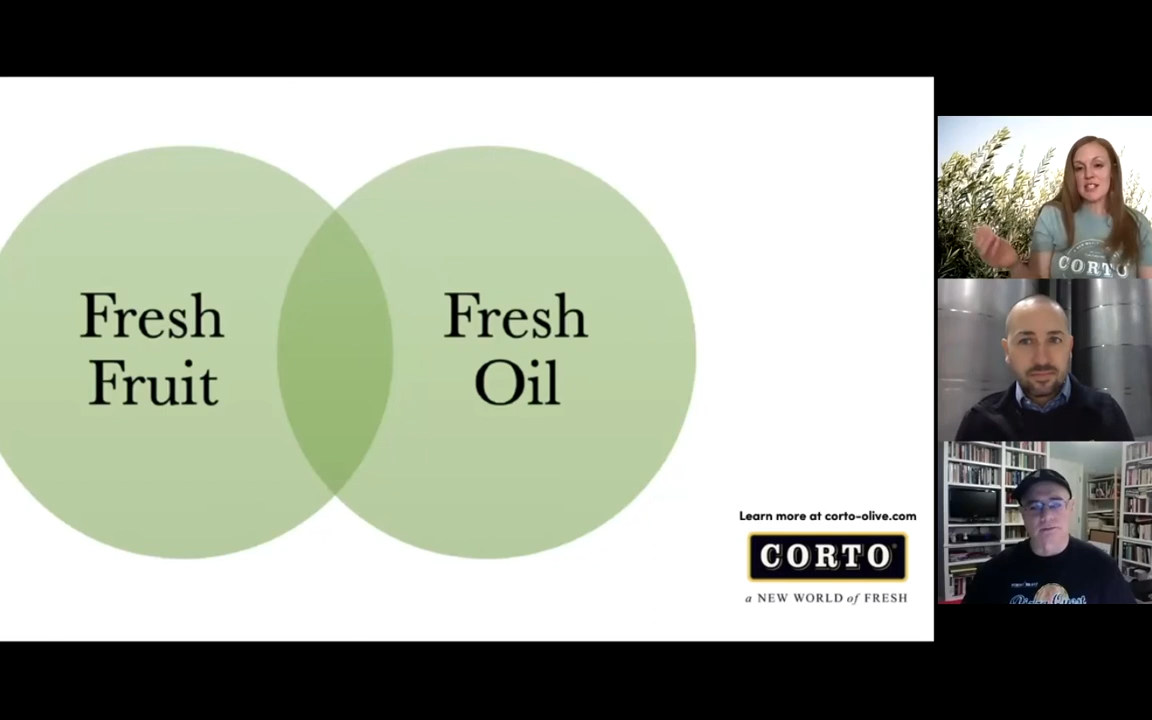 Fresh
Fruit
Fresh
Oil
Learn more at corto-olive.com
CORTO
a NEW WORLD of FRESH
CORTO